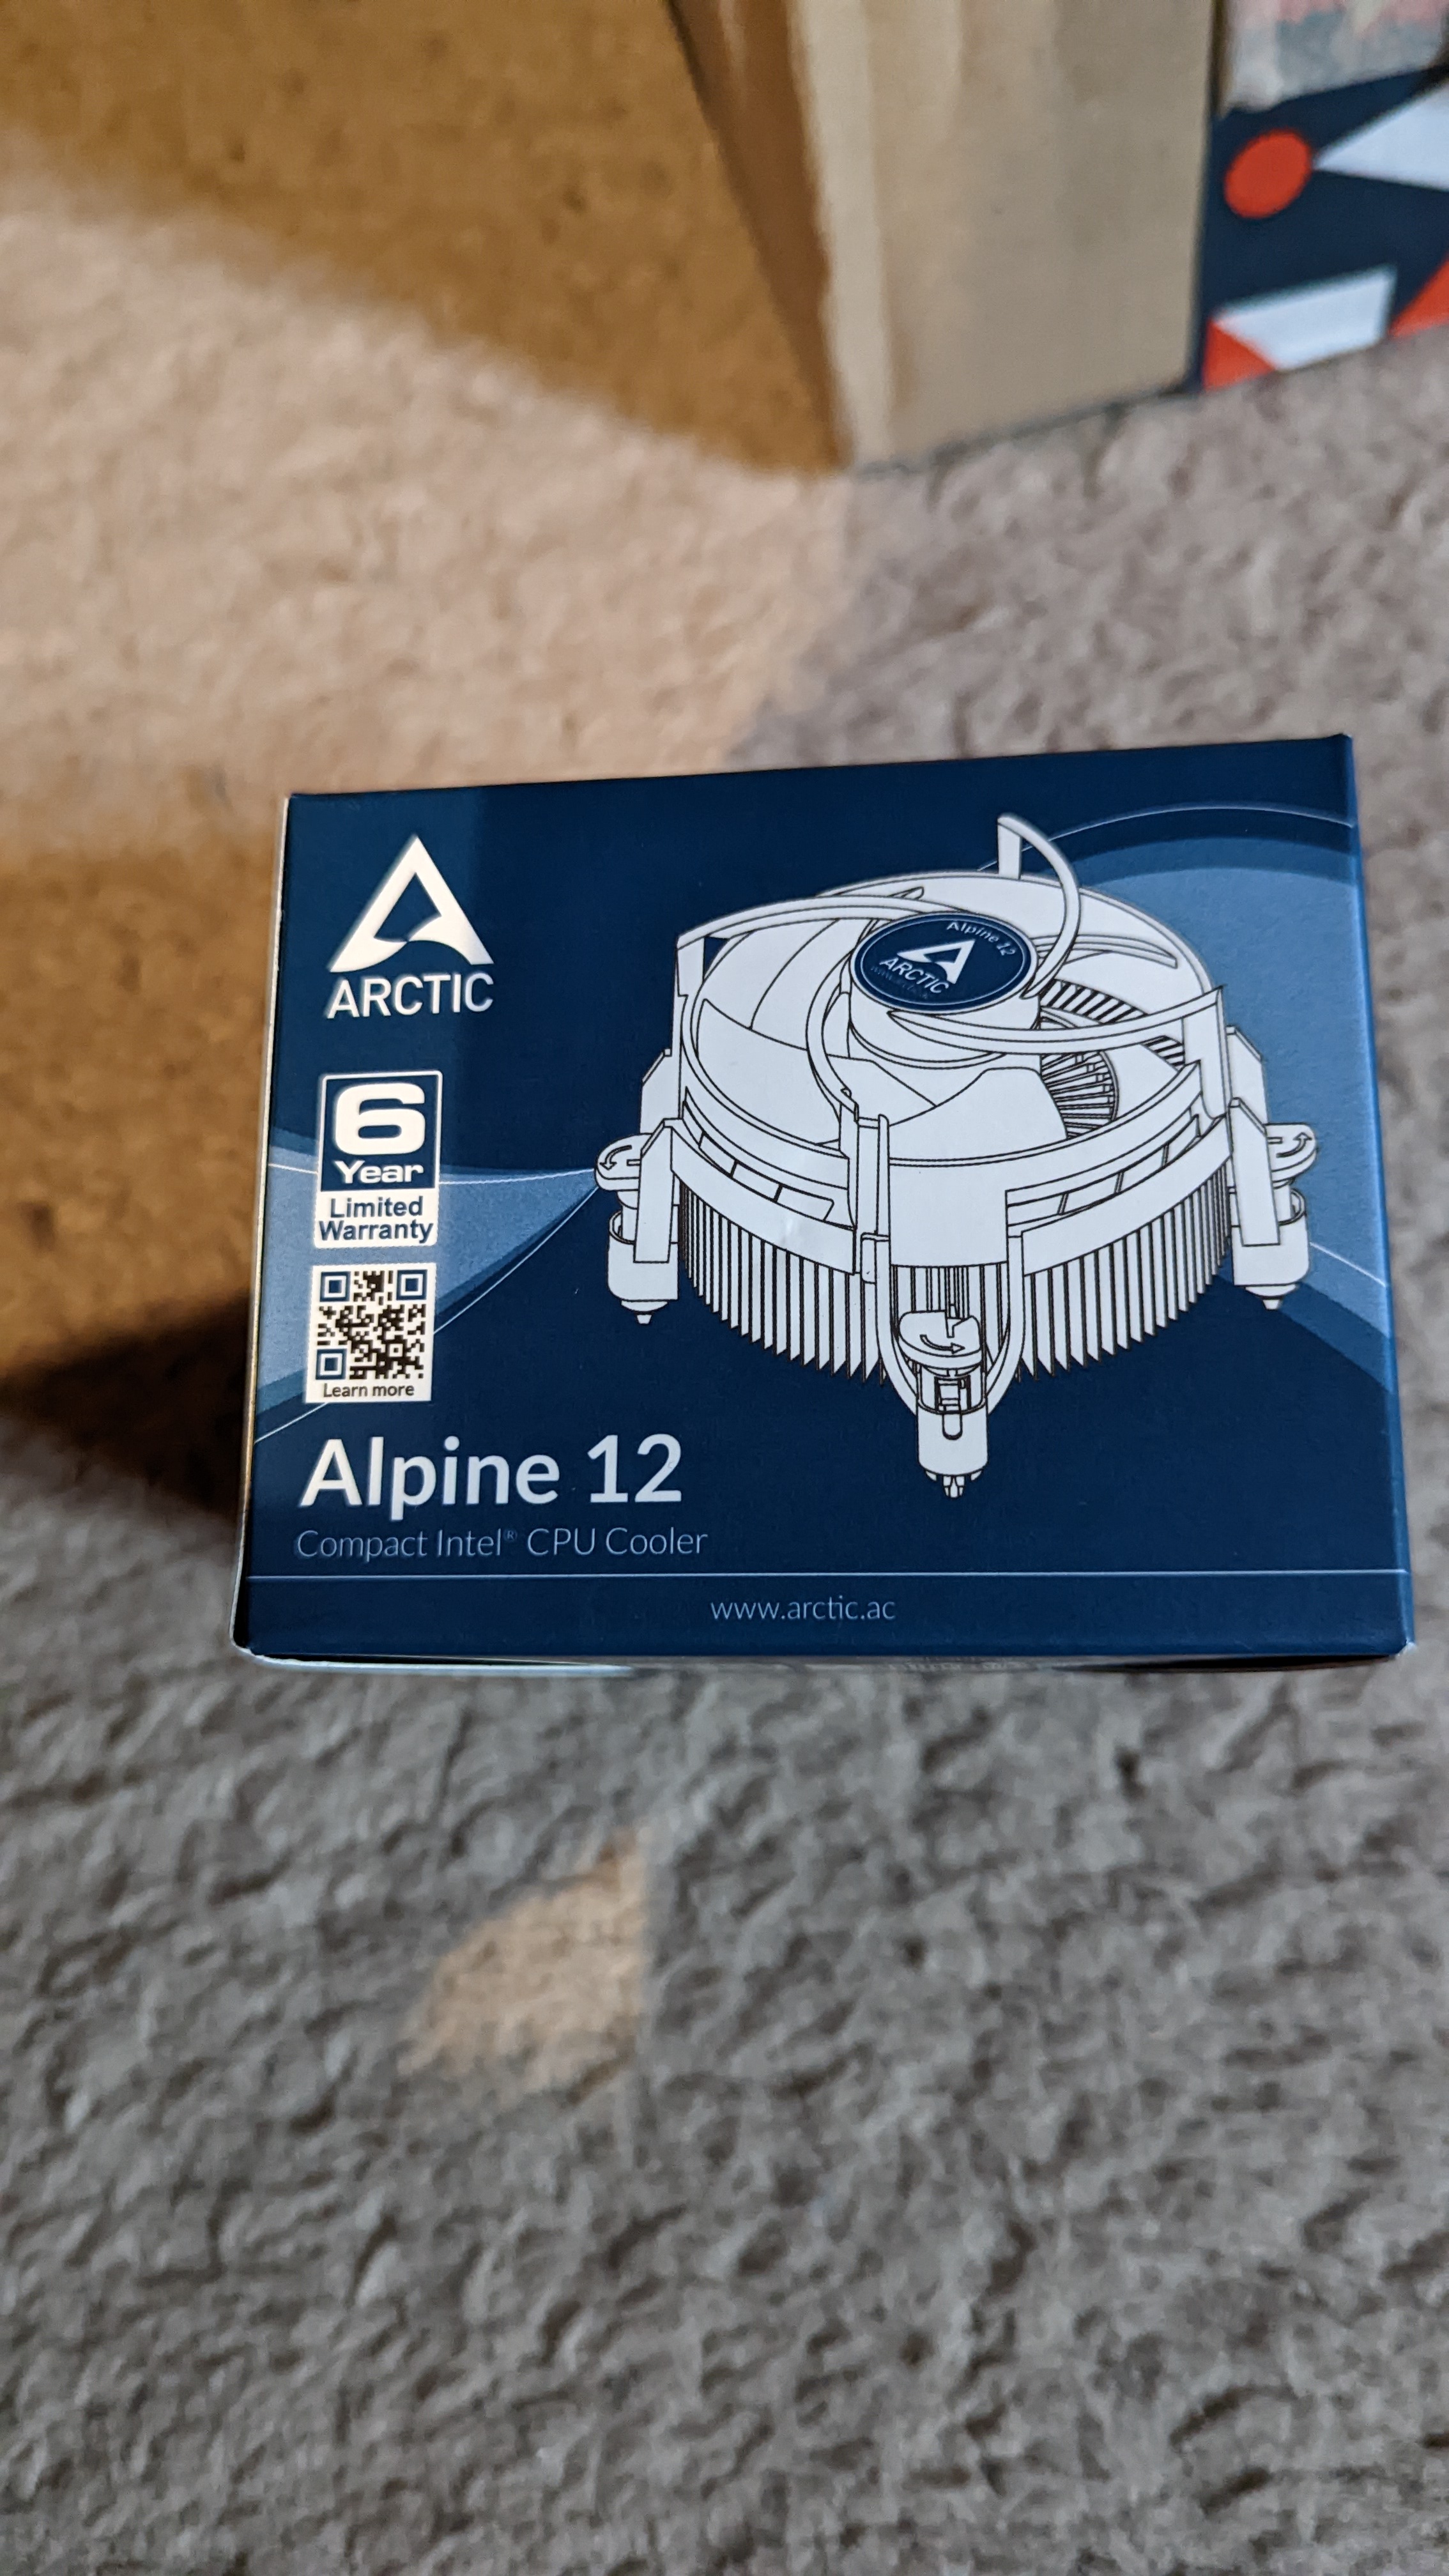 ARCTIC
6
Year
Limited
Warranty
Learn more
Alpine 12
ARCTIC
Alpine 12
Compact Intel® CPU Cooler
www.arctic.ac